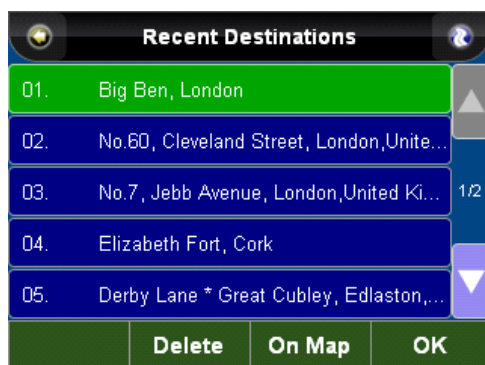 Recent Destinations
01. Big Ben, London
02. No.60, Cleveland Street, London,Unite...
03. No.7, Jebb Avenue, London,United Ki...
1/2
04. Elizabeth Fort, Cork
05. Derby Lane * Great Cubley, Edlaston,...
Delete On Map OK